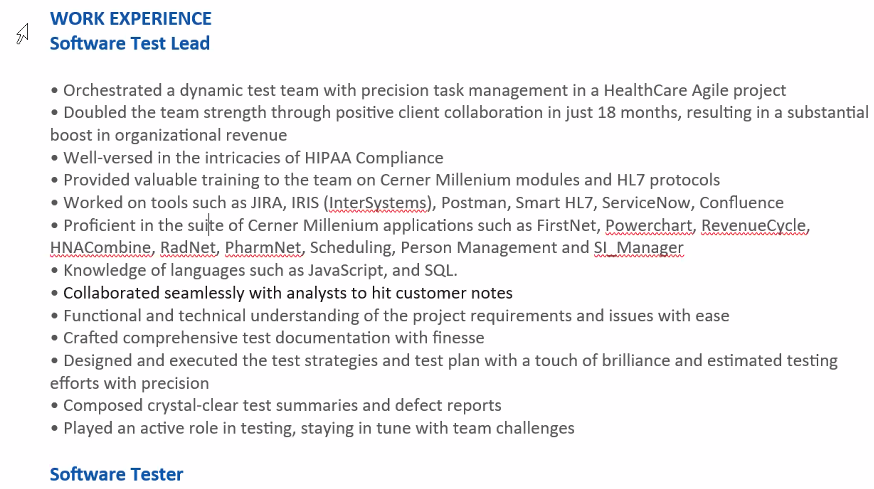 WORK EXPERIENCE
Software Test Lead
• Orchestrated a dynamic test team with precision task management in a HealthCare Agile project
• Doubled the team strength through positive client collaboration in just 18 months, resulting in a substantial
boost in organizational revenue
• Well-versed in the intricacies of HIPAA Compliance
• Provided valuable training to the team on Cerner Millenium modules and HL7 protocols
• Worked on tools such as JIRA, IRIS (InterSystems), Postman, Smart HL7, ServiceNow, Confluence
• Proficient in the suite of Cerner Millenium applications such as FirstNet, Powerchart, RevenueCycle,
HNACombine, RadNet, PharmNet, Scheduling, Person Management and SI_Manager
• Knowledge of languages such as JavaScript, and SQL.
• Collaborated seamlessly with analysts to hit customer notes
• Functional and technical understanding of the project requirements and issues with ease
• Crafted comprehensive test documentation with finesse
• Designed and executed the test strategies and test plan with a touch of brilliance and estimated testing
efforts with precision
• Composed crystal-clear test summaries and defect reports
• Played an active role in testing, staying in tune with team challenges
Software Tester